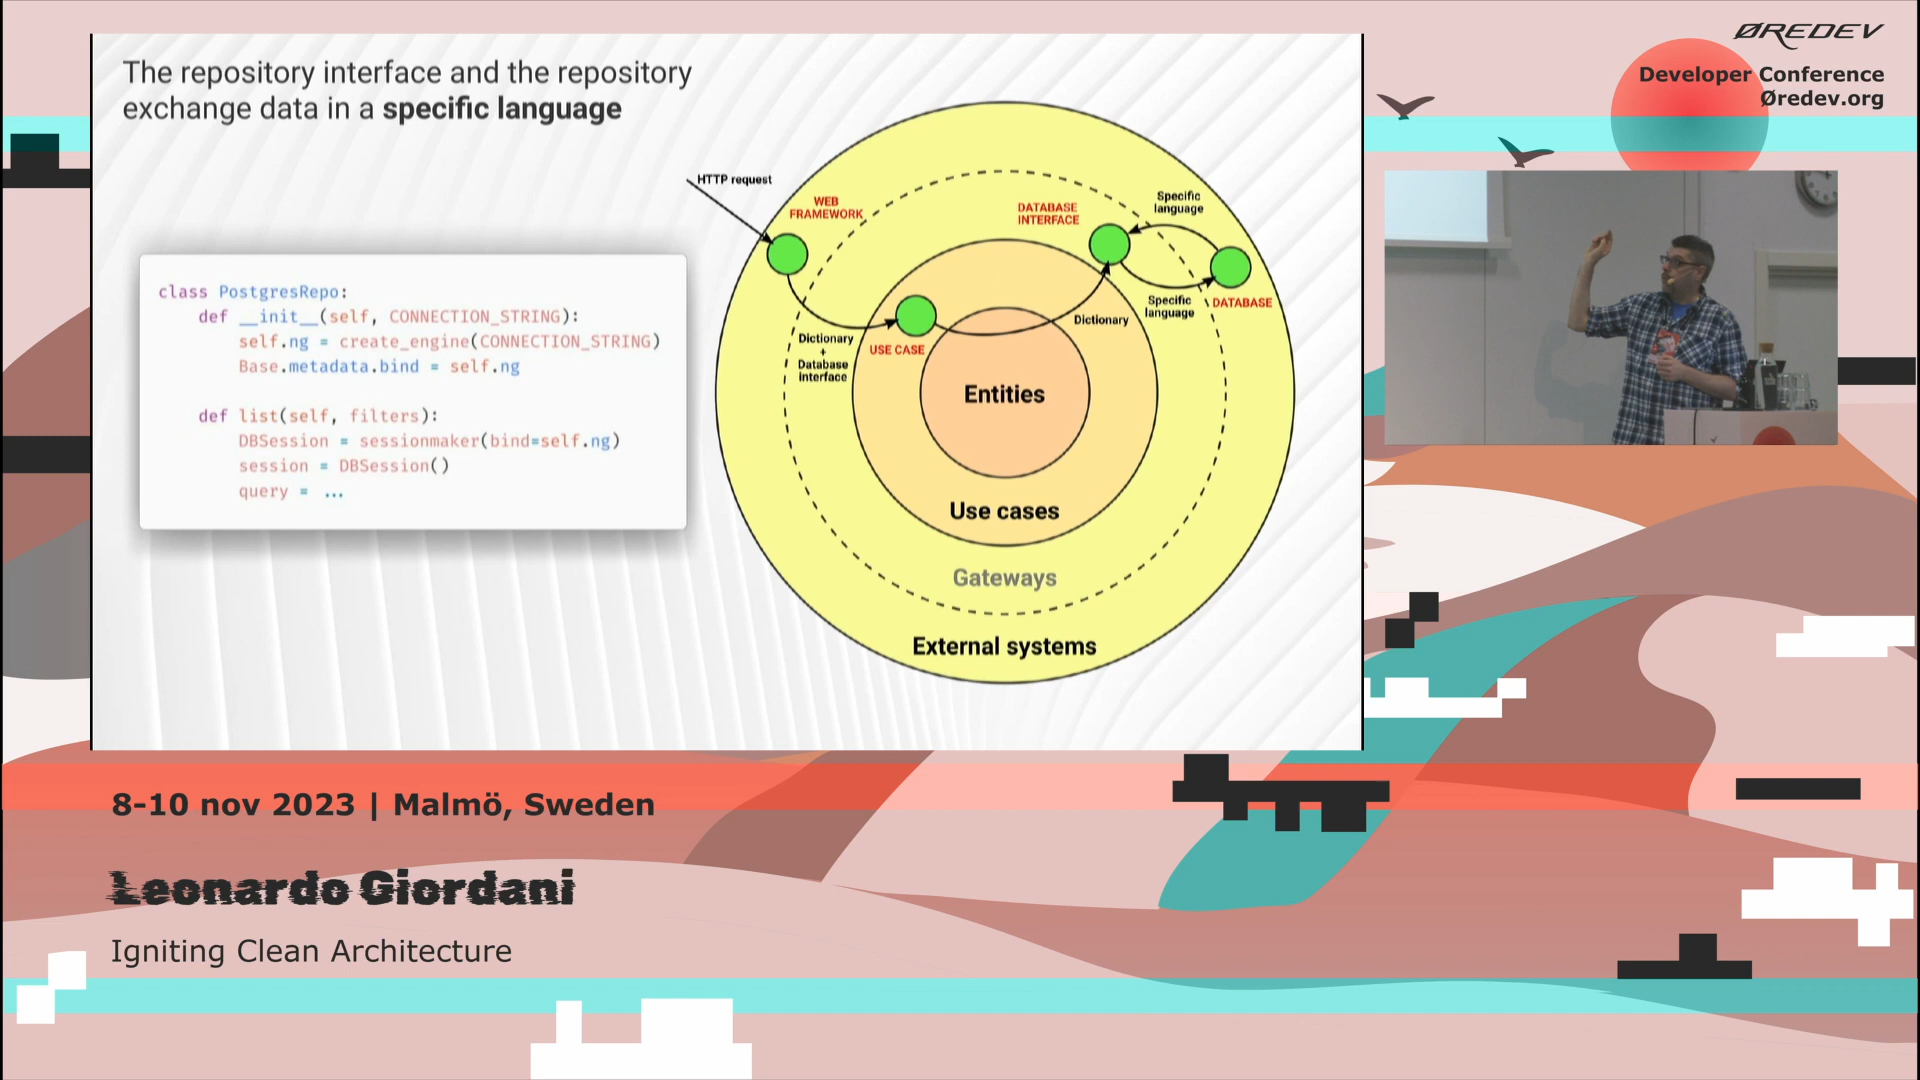 The repository interface and the repository
exchange data in a specific language
class PostgresRepo:
def __init__(self, CONNECTION_STRING):
self.ng = create_engine(CONNECTION_STRING)
Base.metadata.bind = self.ng
def list(self, filters):
DBSession = sessionmaker(bind=self.ng)
session = DBSession()
query = ...
HTTP request
WEB
FRAMEWORK
Dictionary
+
Database
interface
USE CASE
DATABASE
INTERFACE
Dictionary
Specific
language
Specific
language
DATABASE
Entities
Use cases
Gateways
External systems
ØREDEV
Developer Conference
Øredev.org
8-10 nov 2023 | Malmö, Sweden
Leonardo Giordani
Igniting Clean Architecture